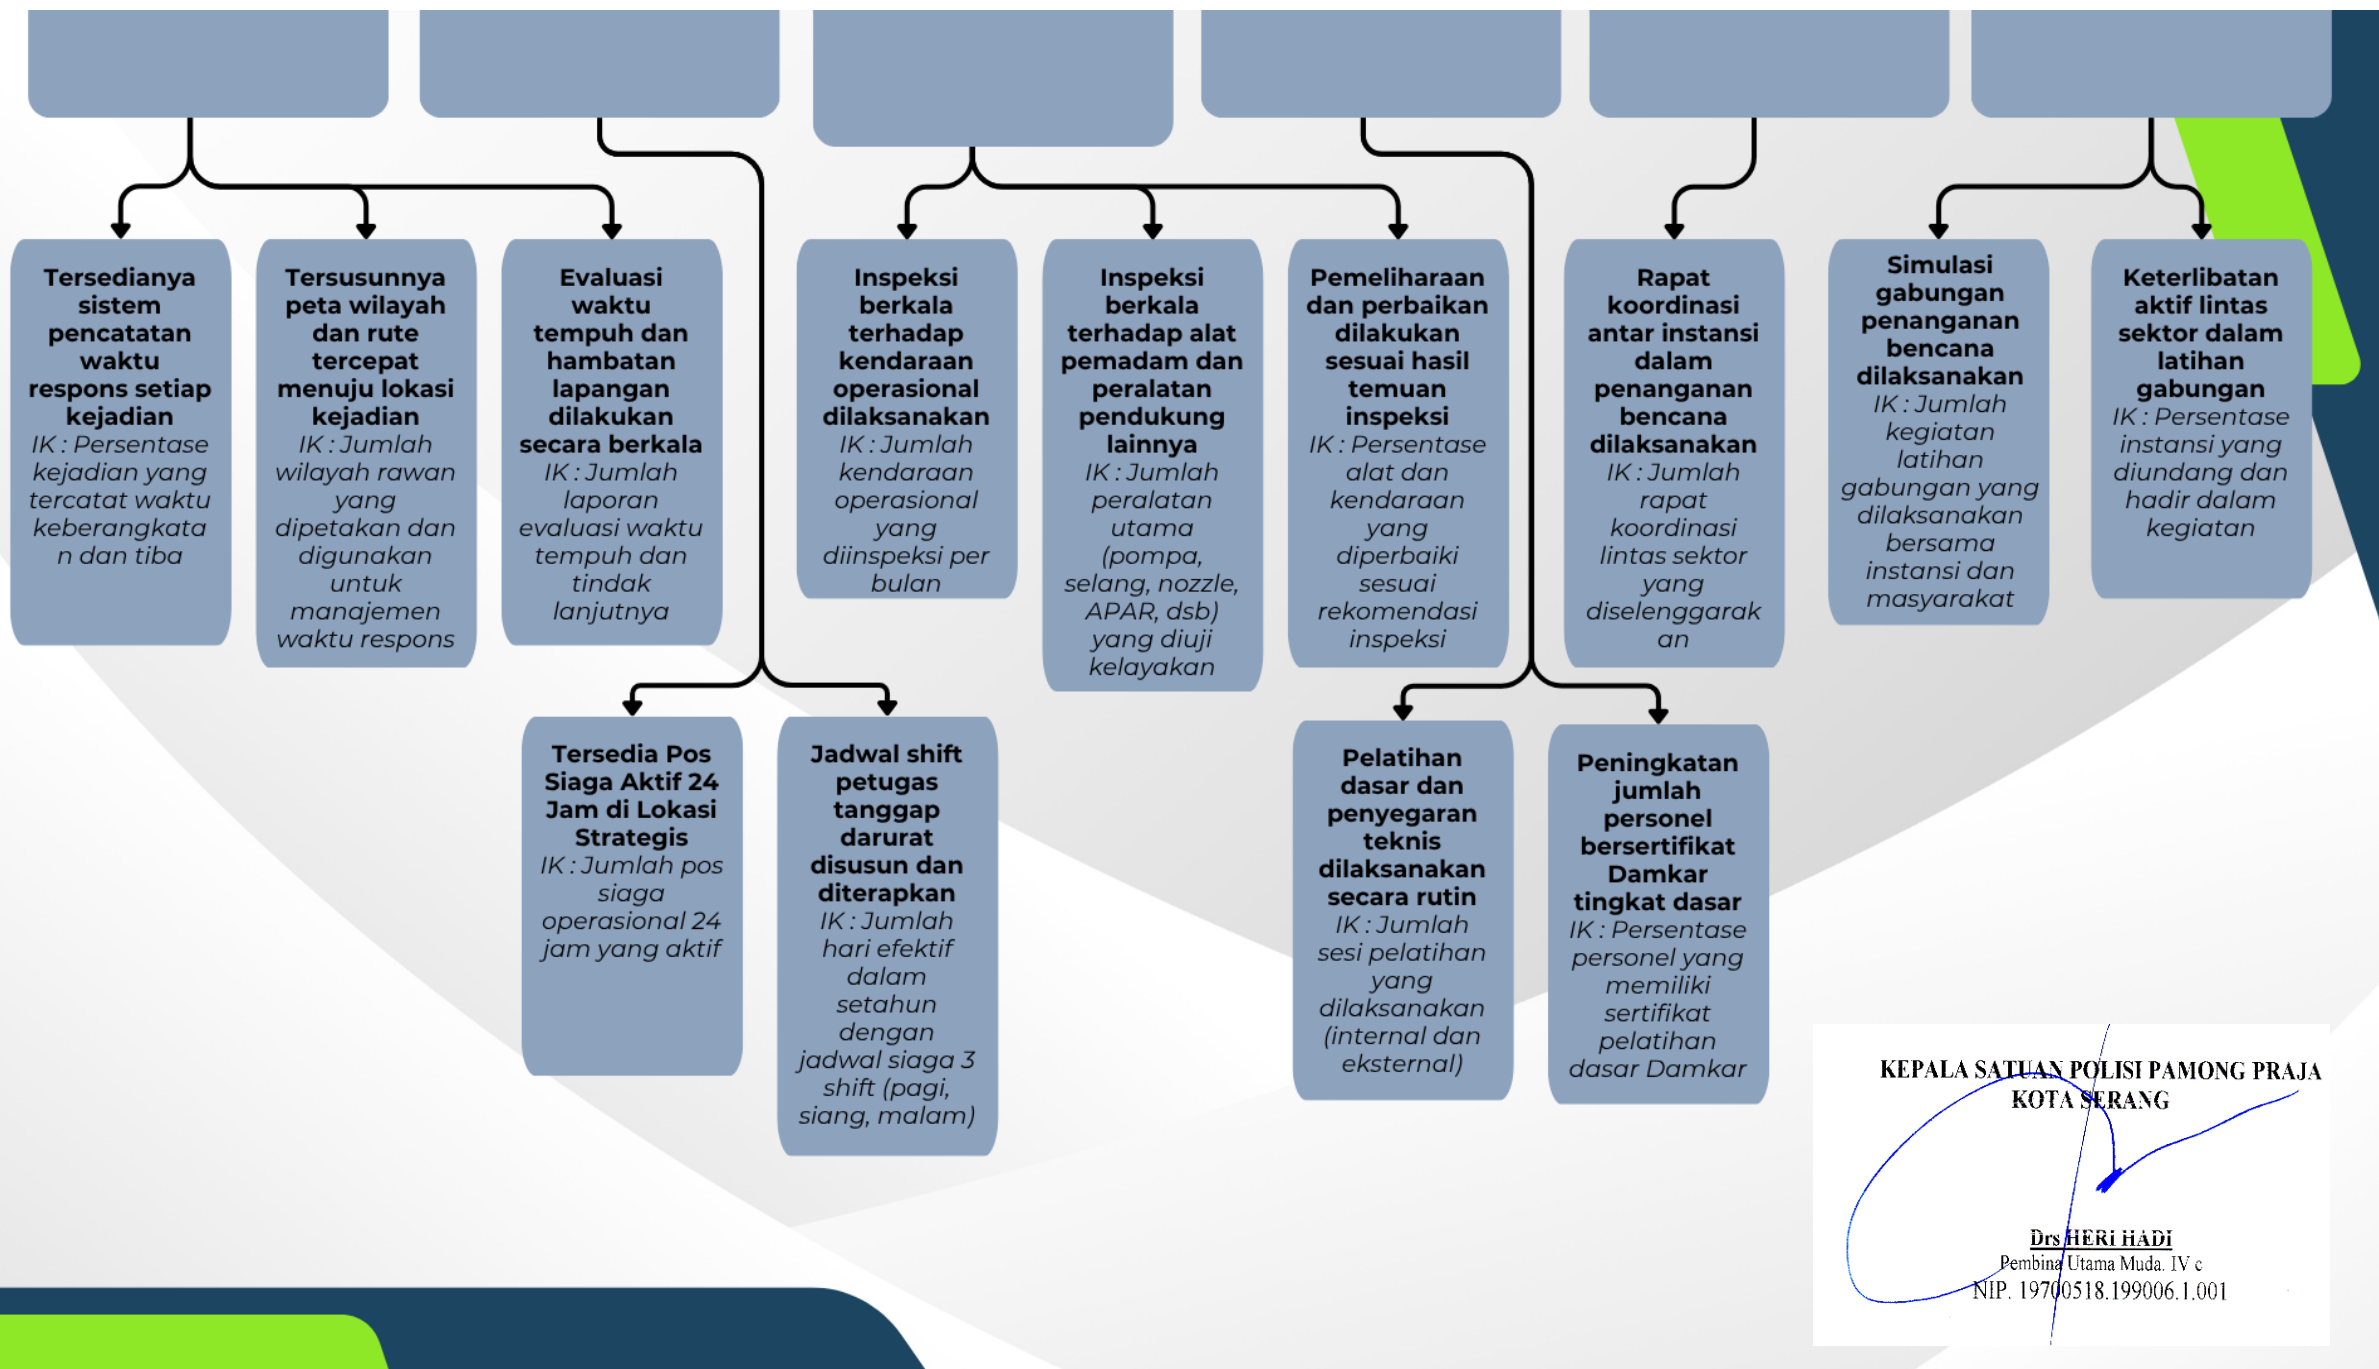 Tersedianya
sistem
pencatatan
waktu
respons setiap
kejadian
IK : Persentase
kejadian yang
tercatat waktu
keberangkata
n dan tiba
Tersusunnya
peta wilayah
dan rute
tercepat
menuju lokasi
kejadian
IK : Jumlah
wilayah rawan
yang
dipetakan dan
digunakan
untuk
manajemen
waktu respons
Evaluasi
waktu
tempuh dan
hambatan
lapangan
dilakukan
secara berkala
IK : Jumlah
laporan
evaluasi waktu
tempuh dan
tindak
lanjutnya
Inspeksi
berkala
terhadap
kendaraan
operasional
dilaksanakan
IK : Jumlah
kendaraan
operasional
yang
diinspeksi per
bulan
Inspeksi
berkala
terhadap alat
pemadam dan
peralatan
pendukung
lainnya
IK : Jumlah
peralatan
utama
(pompa,
selang, nozzle,
APAR, dsb)
yang diuji
kelayakan
Pemeliharaan
dan perbaikan
dilakukan
sesuai hasil
temuan
inspeksi
IK : Persentase
alat dan
kendaraan
yang
diperbaiki
sesuai
rekomendasi
inspeksi
Rapat
koordinasi
antar instansi
dalam
penanganan
bencana
dilaksanakan
IK : Jumlah
rapat
koordinasi
lintas sektor
yang
diselenggarak
an
Simulasi
gabungan
penanganan
bencana
dilaksanakan
IK : Jumlah
kegiatan
latihan
gabungan yang
dilaksanakan
bersama
instansi dan
masyarakat
Keterlibatan
aktif lintas
sektor dalam
latihan
gabungan
IK : Persentase
instansi yang
diundang dan
hadir dalam
kegiatan
Tersedia Pos
Siaga Aktif 24
Jam di Lokasi
Strategis
IK : Jumlah pos
siaga
operasional 24
jam yang aktif
Jadwal shift
petugas
tanggap
darurat
disusun dan
diterapkan
IK : Jumlah
hari efektif
dalam
setahun
dengan
jadwal siaga 3
shift (pagi,
siang, malam)
Pelatihan
dasar dan
penyegaran
teknis
dilaksanakan
secara rutin
IK : Jumlah
sesi pelatihan
yang
dilaksanakan
(internal dan
eksternal)
Peningkatan
jumlah
personel
bersertifikat
Damkar
tingkat dasar
IK : Persentase
personel yang
memiliki
sertifikat
pelatihan
dasar Damkar
KEPALA SATUAN POLISI PAMONG PRAJA
KOTA SERANG
Drs HERI HADI
Pembina Utama Muda. IV c
NIP. 19700518.199006.1.001